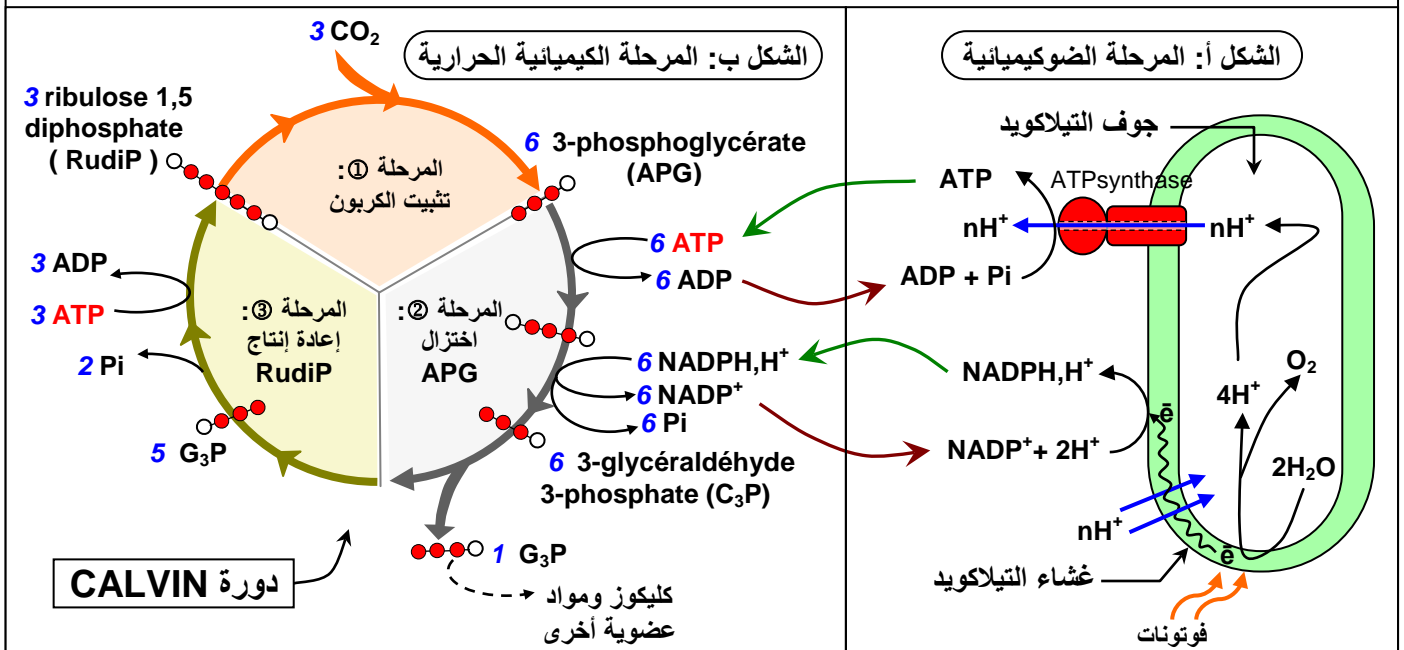 الشكل أ: المرحلة الضوكيميائية
جوف التيلاكويد
ATP
ATPsynthase
nH⁺
nH⁺
ADP + Pi
NADPH,H⁺
O₂
4H⁺
ē
NADP⁺+ 2H⁺
2H₂O
nH⁺
ē
غشاء التيلاكويد
فوتونات
الشكل ب: المرحلة الكيميائية الحرارية
3 CO₂
3 ribulose 1,5
diphosphate
( RudiP )
6 3-phosphoglycérate
(APG)
المرحلة ①:
تثبيت الكربون
6 ATP
6 ADP
3 ADP
3 ATP
2 Pi
المرحلة ③:
إعادة إنتاج
RudiP
المرحلة ②:
اختزال
APG
6 NADPH,H⁺
6 NADP⁺
6 Pi
5 G₃P
6 3-glycéraldéhyde
3-phosphate (C₃P)
1 G₃P
دورة CALVIN
كليكوز ومواد
عضوية أخرى